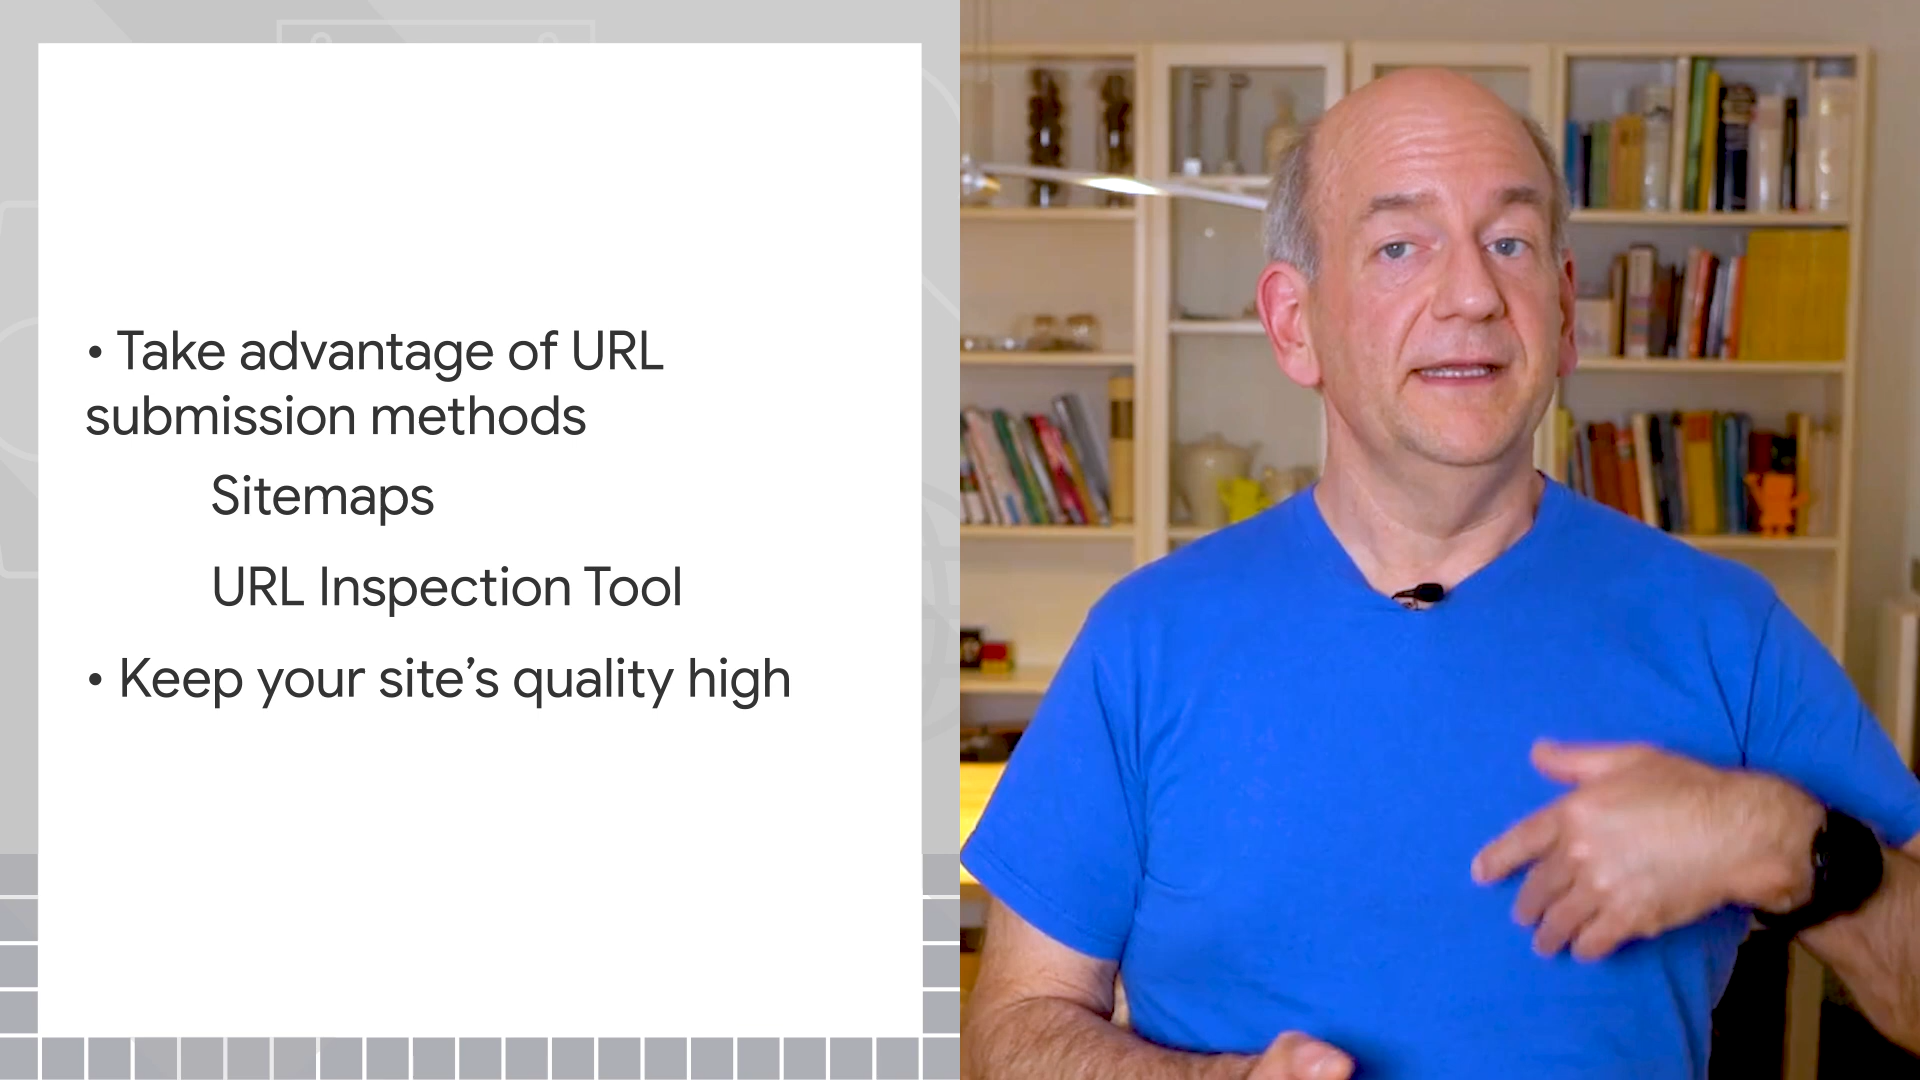 • Take advantage of URL
submission methods
Sitemaps
URL Inspection Tool
• Keep your site’s quality high